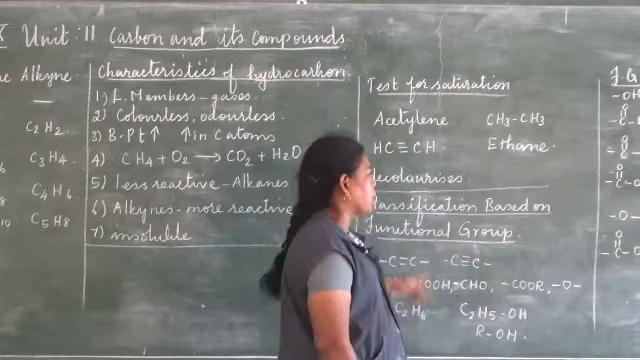 Unit: II Carbon and its compounds
Alkyne
C2H2
C3H4
C4H6
C5H8
Characteristics of hydrocarbon
1) L. Members - gases
2) Colourless, odourless.
3) B.Pt ↑ ↑ in C atoms
4) CH4 + O2 → CO2 + H2O
5) less reactive - Alkanes
6) Alkynes - more reactive
7) insoluble
Test for saturation
Acetylene CH3-CH3
HC≡CH. Ethane.
Decolourises.
Classification Based on
Functional Group.
-C=C- -C≡C-
COOH, -CHO, -COOR, -O-
C2H6 C2H5-OH
R-OH.
F.G
-OH